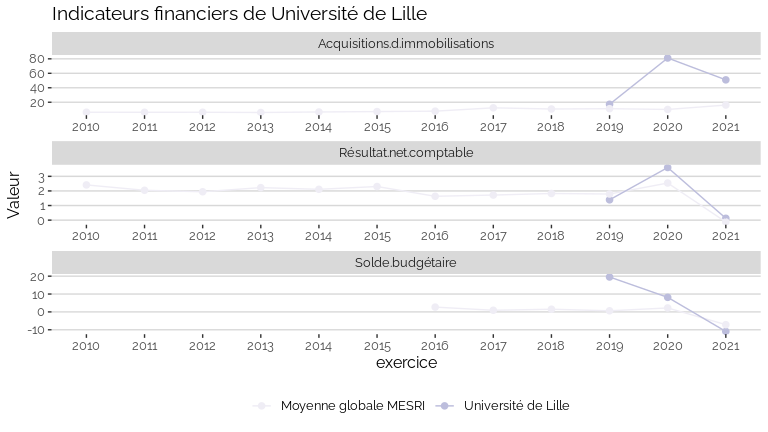 Indicateurs financiers de Université de Lille
Acquisitions.d.immobilisations
80
60
40
20
2010 2011 2012 2013 2014 2015 2016 2017 2018 2019 2020 2021
Résultat.net.comptable
3
2
1
0
2010 2011 2012 2013 2014 2015 2016 2017 2018 2019 2020 2021
Valeur
Solde.budgétaire
20
10
0
-10
2010 2011 2012 2013 2014 2015 2016 2017 2018 2019 2020 2021
exercice
Moyenne globale MESRI Université de Lille